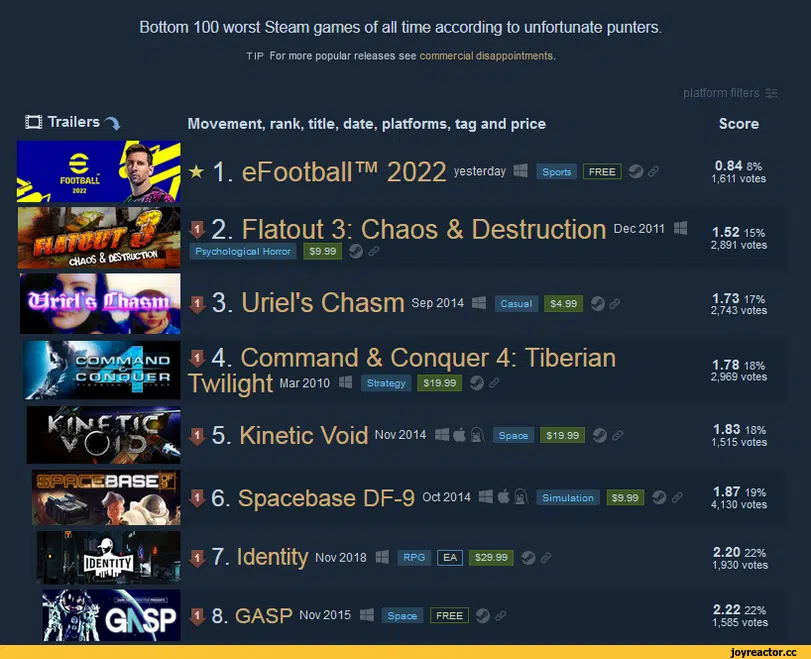 Bottom 100 worst Steam games of all time according to unfortunate punters.
TIP For more popular releases see commercial disappointments.
platform filters
Trailers Movement, rank, title, date, platforms, tag and price Score
FOOTBALL
2022
1. eFootball™ 2022 yesterday Sports FREE
0.84 8%
1,611 votes
FLATOUT 3
CHAOS & DESTRUCTION
1 2. Flatout 3: Chaos & Destruction Dec 2011
Psychological Horror $9.99
1.52 15%
2,891 votes
Uriel's Chasm
1 3. Uriel's Chasm Sep 2014 Casual $4.99
1.73 17%
2,743 votes
COMMAND
& CONQUER
4
1 4. Command & Conquer 4: Tiberian
Twilight Mar 2010 Strategy $19.99
1.78 18%
2,969 votes
KINETIC
VOID
1 5. Kinetic Void Nov 2014 Space $19.99
1.83 18%
1,515 votes
SPACEBASE
1 6. Spacebase DF-9 Oct 2014 Simulation $9.99
1.87 19%
4,130 votes
IDENTITY
1 7. Identity Nov 2018 RPG EA $29.99
2.20 22%
1,930 votes
GASP
1 8. GASP Nov 2015 Space FREE
2.22 22%
1,585 votes
joyreactor.cc